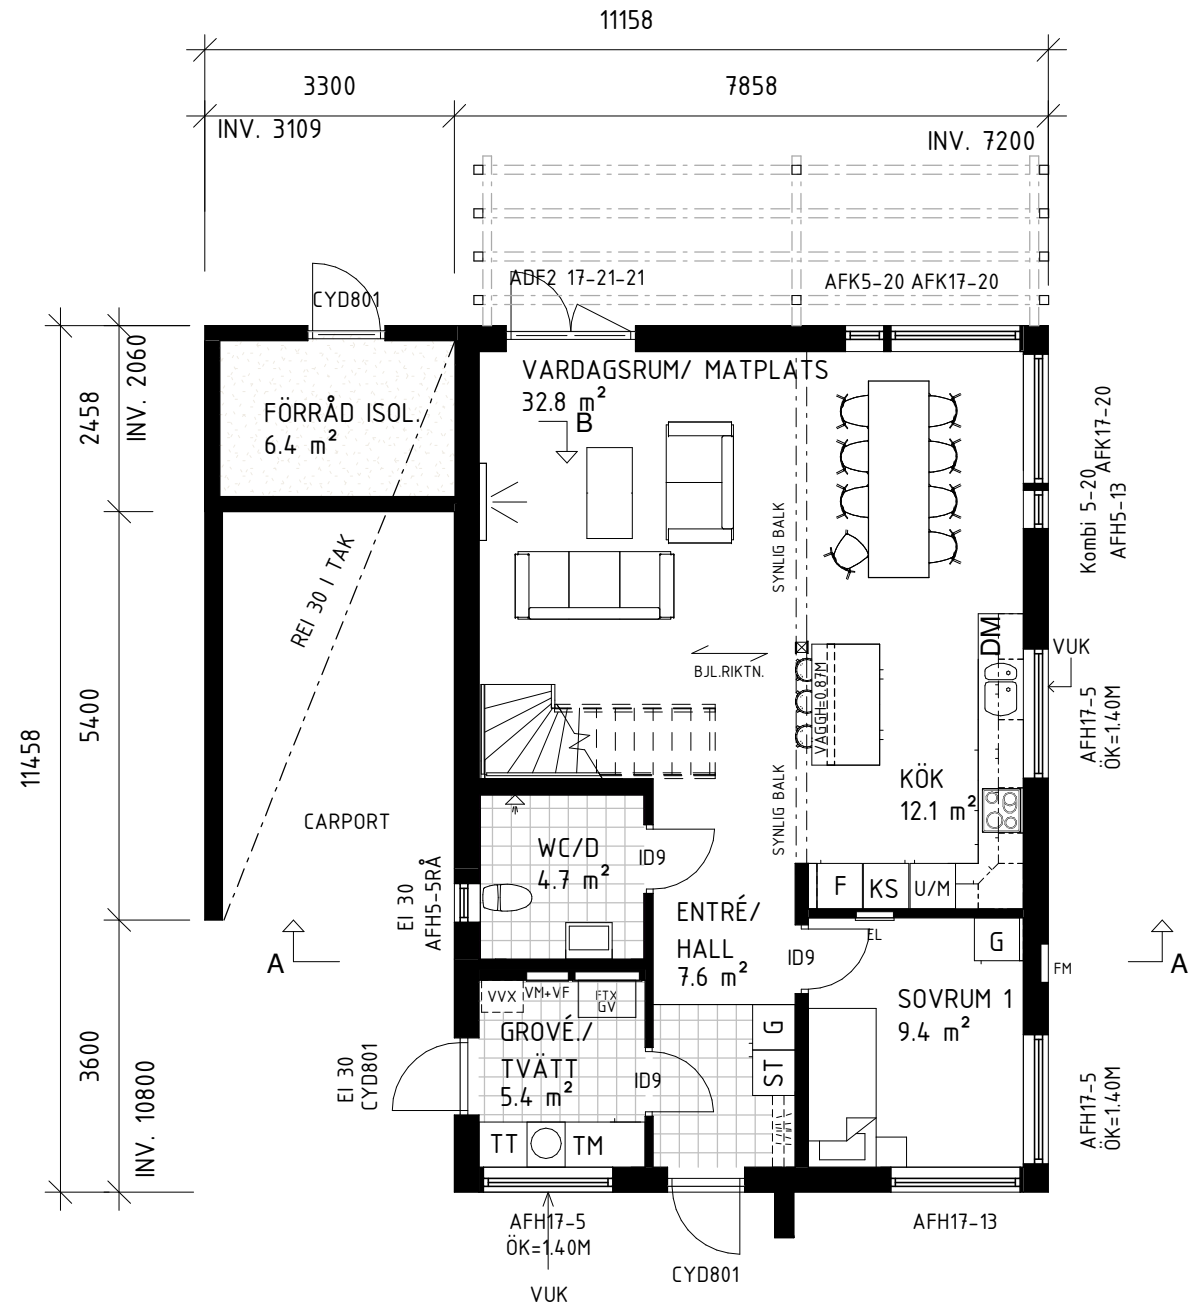 11158
3300
7858
INV. 3109
INV. 7200
ADF2 17-21-21
AFK5-20 AFK17-20
CYD801
VARDAGSRUM/ MATPLATS
32.8 m²
B
FÖRRÅD ISOL.
6.4 m²
2458
INV. 2060
Kombi 5-20
AFK17-20
AFH5-13
SYNLIG BALK
REI 30 I TAK
5400
11458
BJL.RIKTN.
VÄGGH=0.87M
DM
VUK
AFH17-5
ÖK=1.40M
KÖK
12.1 m²
CARPORT
SYNLIG BALK
WC/D
4.7 m²
ID9
EI 30
AFH5-5RÅ
F
KS
U/M
ENTRÉ/
HALL
7.6 m²
EL
G
A
ID9
FM
A
VVX
VM+VF
FTX
GV
SOVRUM 1
9.4 m²
GROVÉ./
TVÄTT
5.4 m²
ID9
G
ST
3600
INV. 10800
EI 30
CYD801
AFH17-5
ÖK=1.40M
TT
TM
AFH17-5
ÖK=1.40M
VUK
CYD801
AFH17-13